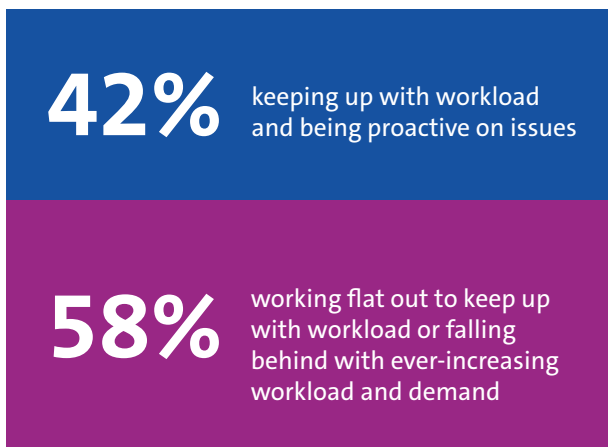 42%
keeping up with workload
and being proactive on issues
58%
working flat out to keep up
with workload or falling
behind with ever-increasing
workload and demand